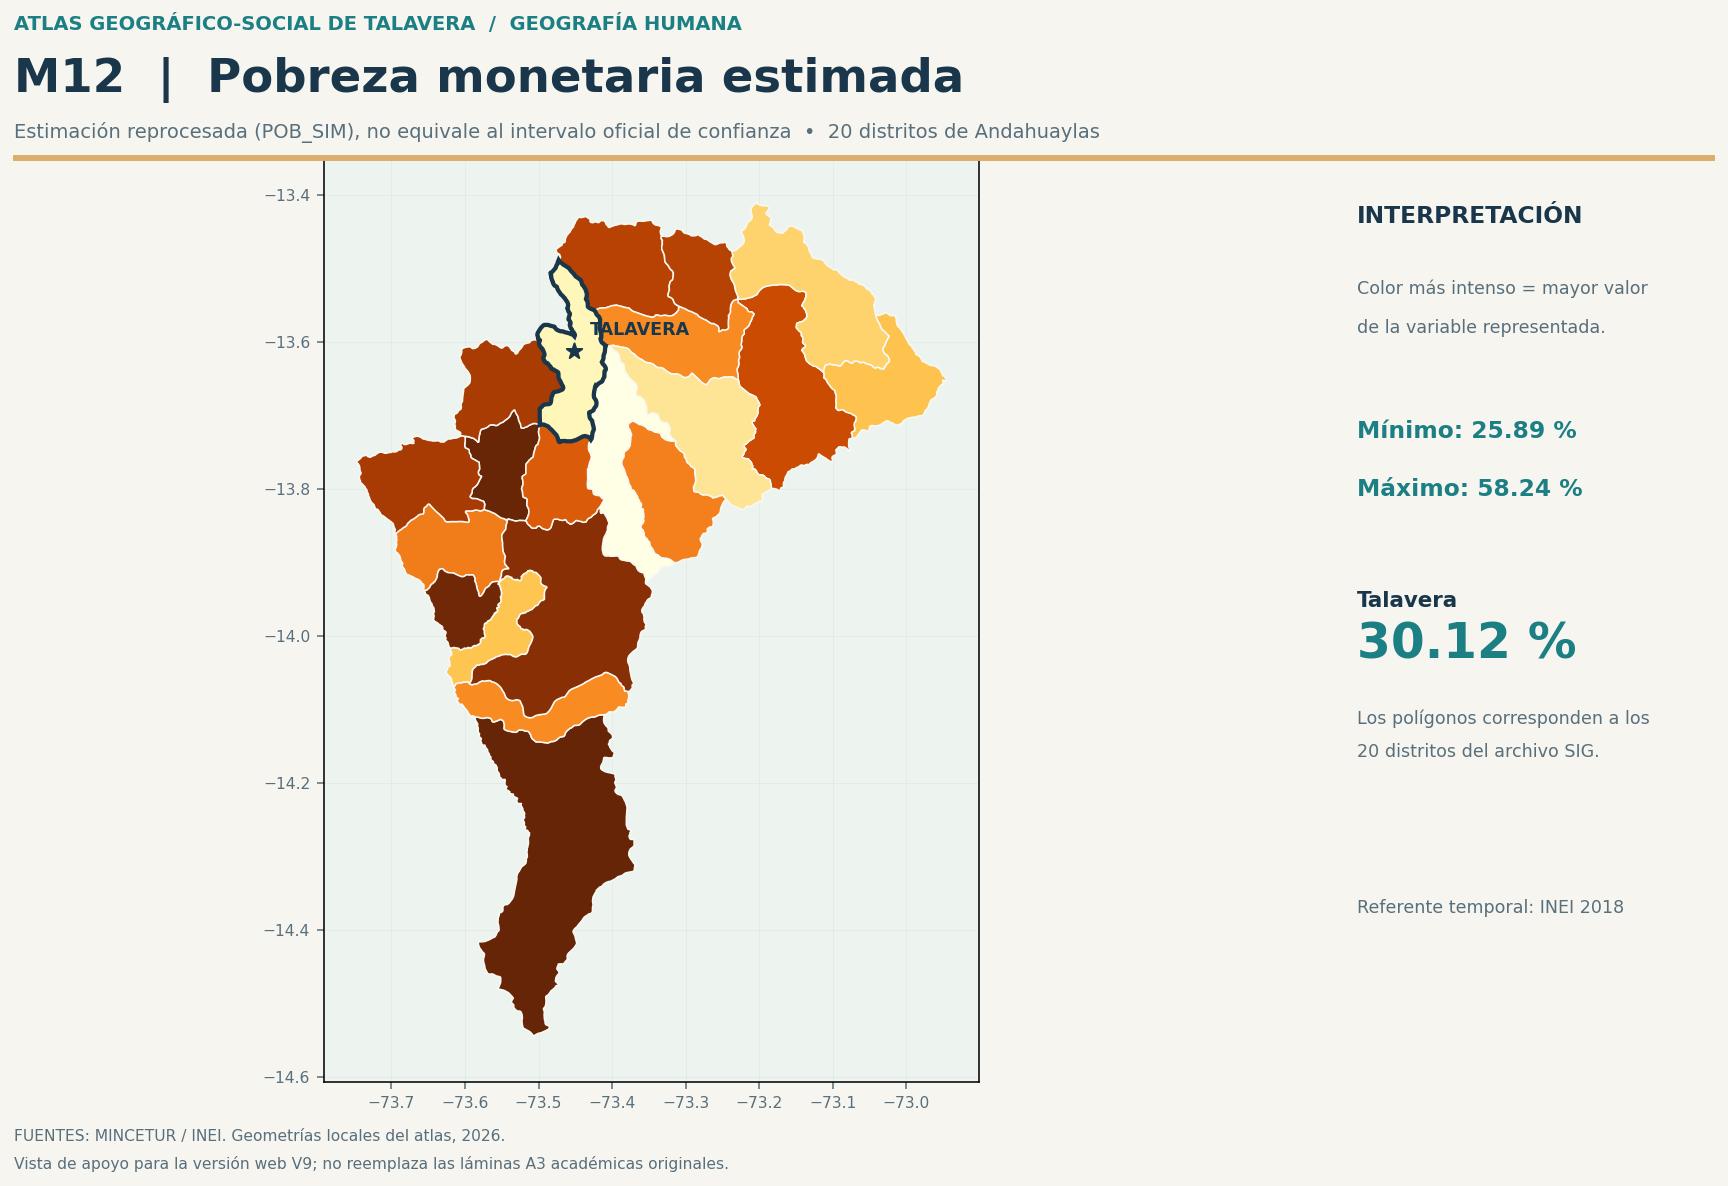 ATLAS GEOGRÁFICO-SOCIAL DE TALAVERA / GEOGRAFÍA HUMANA
M12 | Pobreza monetaria estimada
Estimación reprocesada (POB_SIM), no equivale al intervalo oficial de confianza • 20 distritos de Andahuaylas
−13.4
−13.6
−13.8
−14.0
−14.2
−14.4
−14.6
TALAVERA
−73.7 −73.6 −73.5 −73.4 −73.3 −73.2 −73.1 −73.0
INTERPRETACIÓN
Color más intenso = mayor valor
de la variable representada.
Mínimo: 25.89 %
Máximo: 58.24 %
Talavera
30.12 %
Los polígonos corresponden a los
20 distritos del archivo SIG.
Referente temporal: INEI 2018
FUENTES: MINCETUR / INEI. Geometrías locales del atlas, 2026.
Vista de apoyo para la versión web V9; no reemplaza las láminas A3 académicas originales.